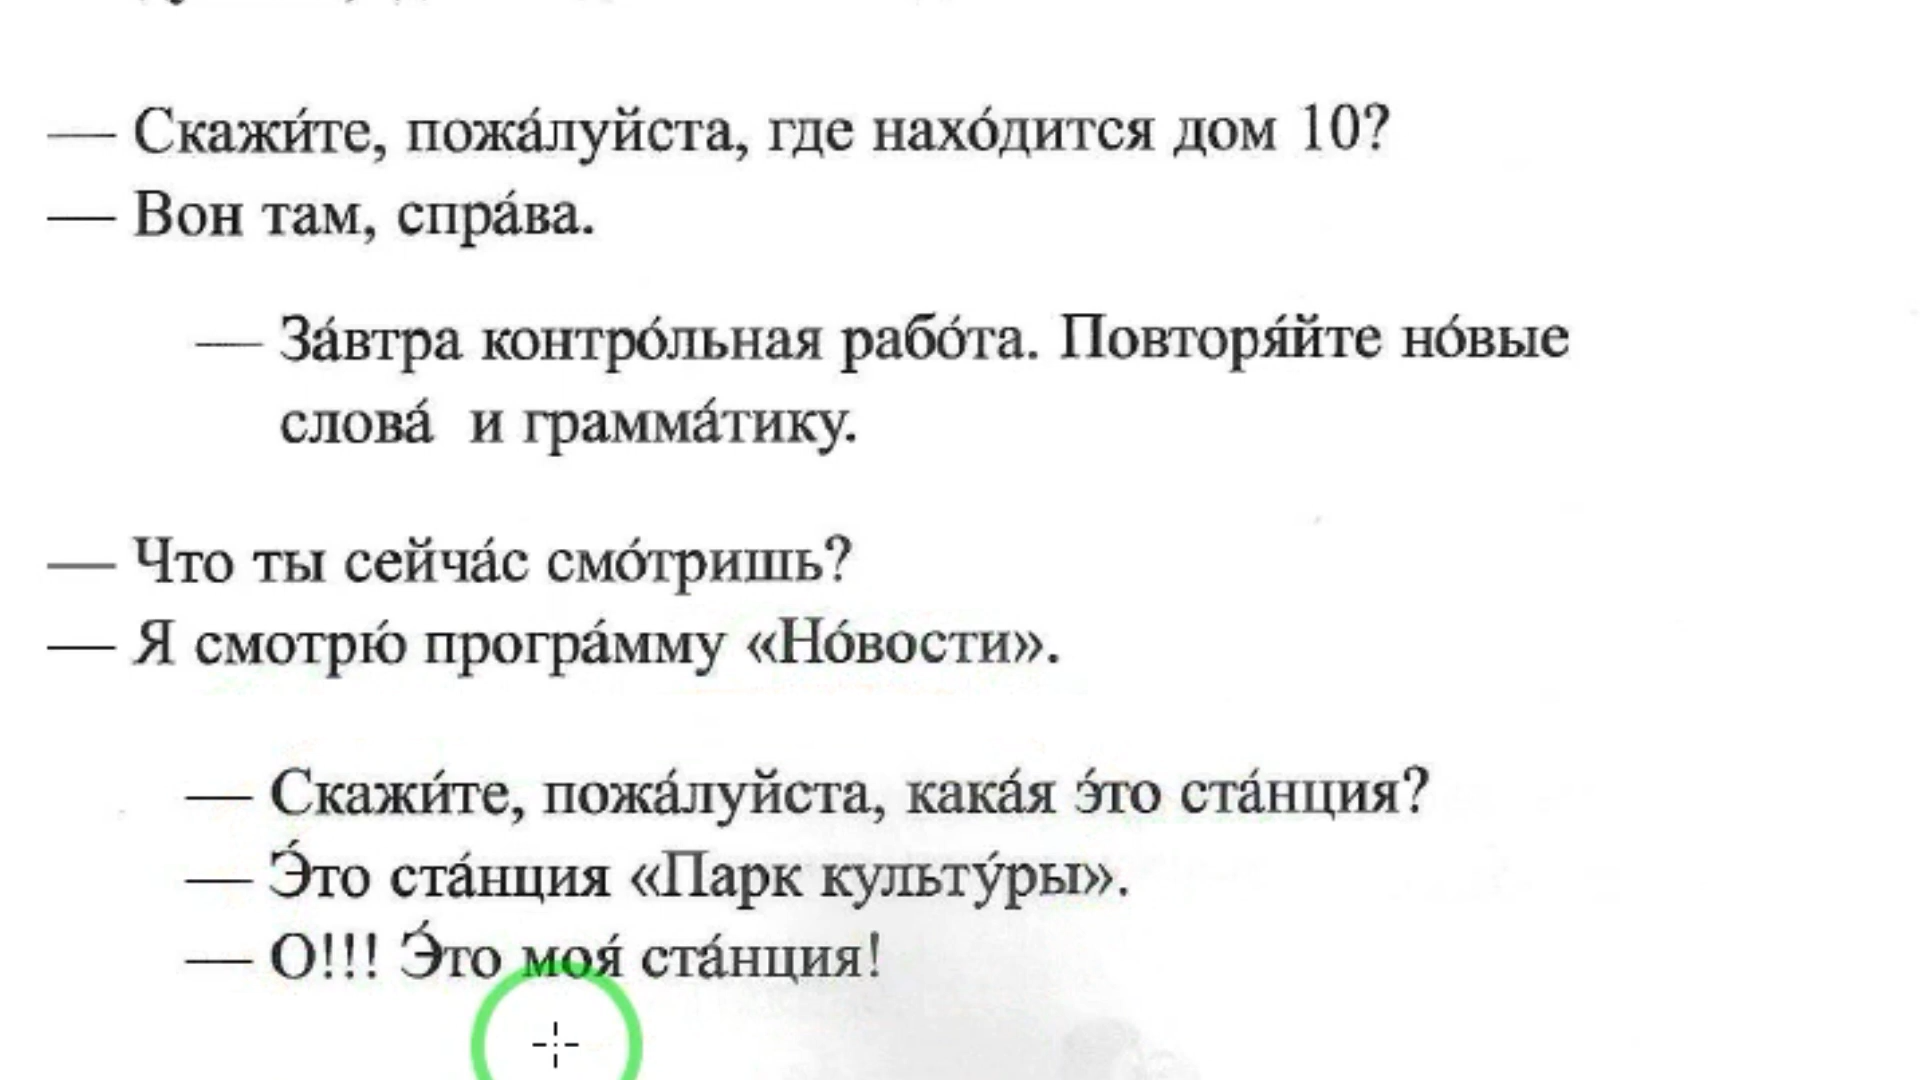 — Скажи́те, пожа́луйста, где нахо́дится дом 10?
— Вон там, спра́ва.
— За́втра контро́льная рабо́та. Повторя́йте но́вые
слова́ и грамма́тику.
— Что ты сейча́с смо́тришь?
— Я смотрю́ програ́мму «Но́вости».
— Скажи́те, пожа́луйста, кака́я э́то ста́нция?
— Э́то ста́нция «Парк культу́ры».
— О!!! Э́то моя́ ста́нция!